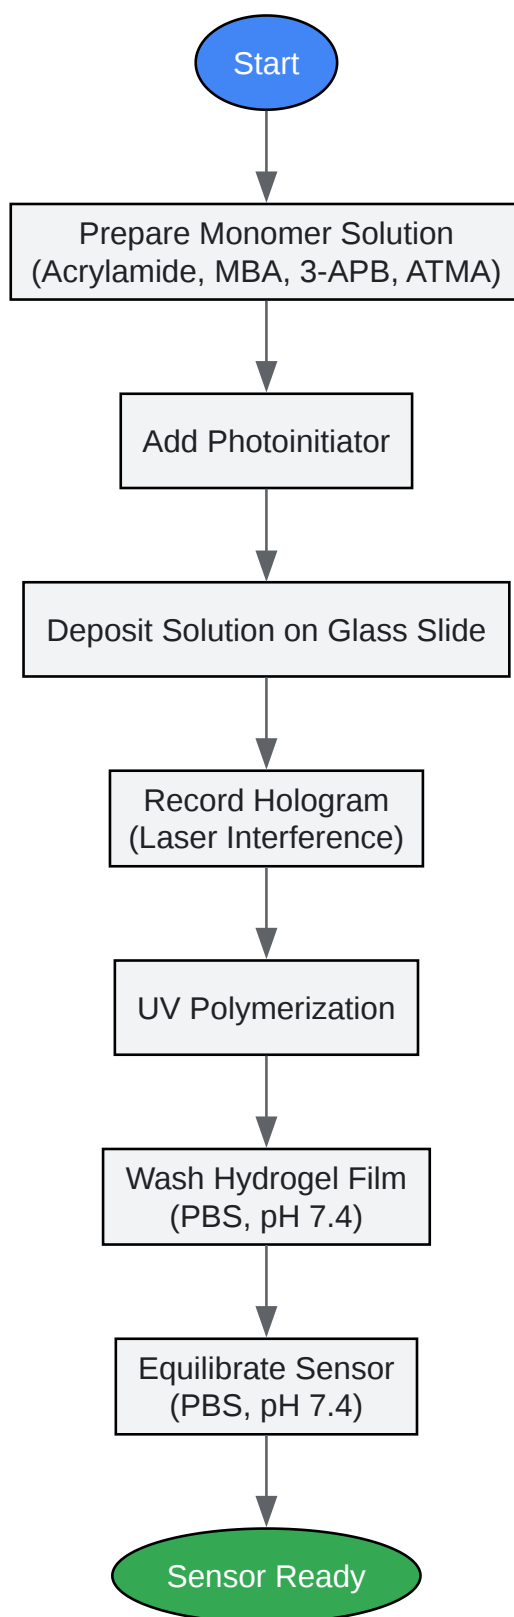 Start
Prepare Monomer Solution
(Acrylamide, MBA, 3-APB, ATMA)
Add Photoinitiator
Deposit Solution on Glass Slide
Record Hologram
(Laser Interference)
UV Polymerization
Wash Hydrogel Film
(PBS, pH 7.4)
Equilibrate Sensor
(PBS, pH 7.4)
Sensor Ready